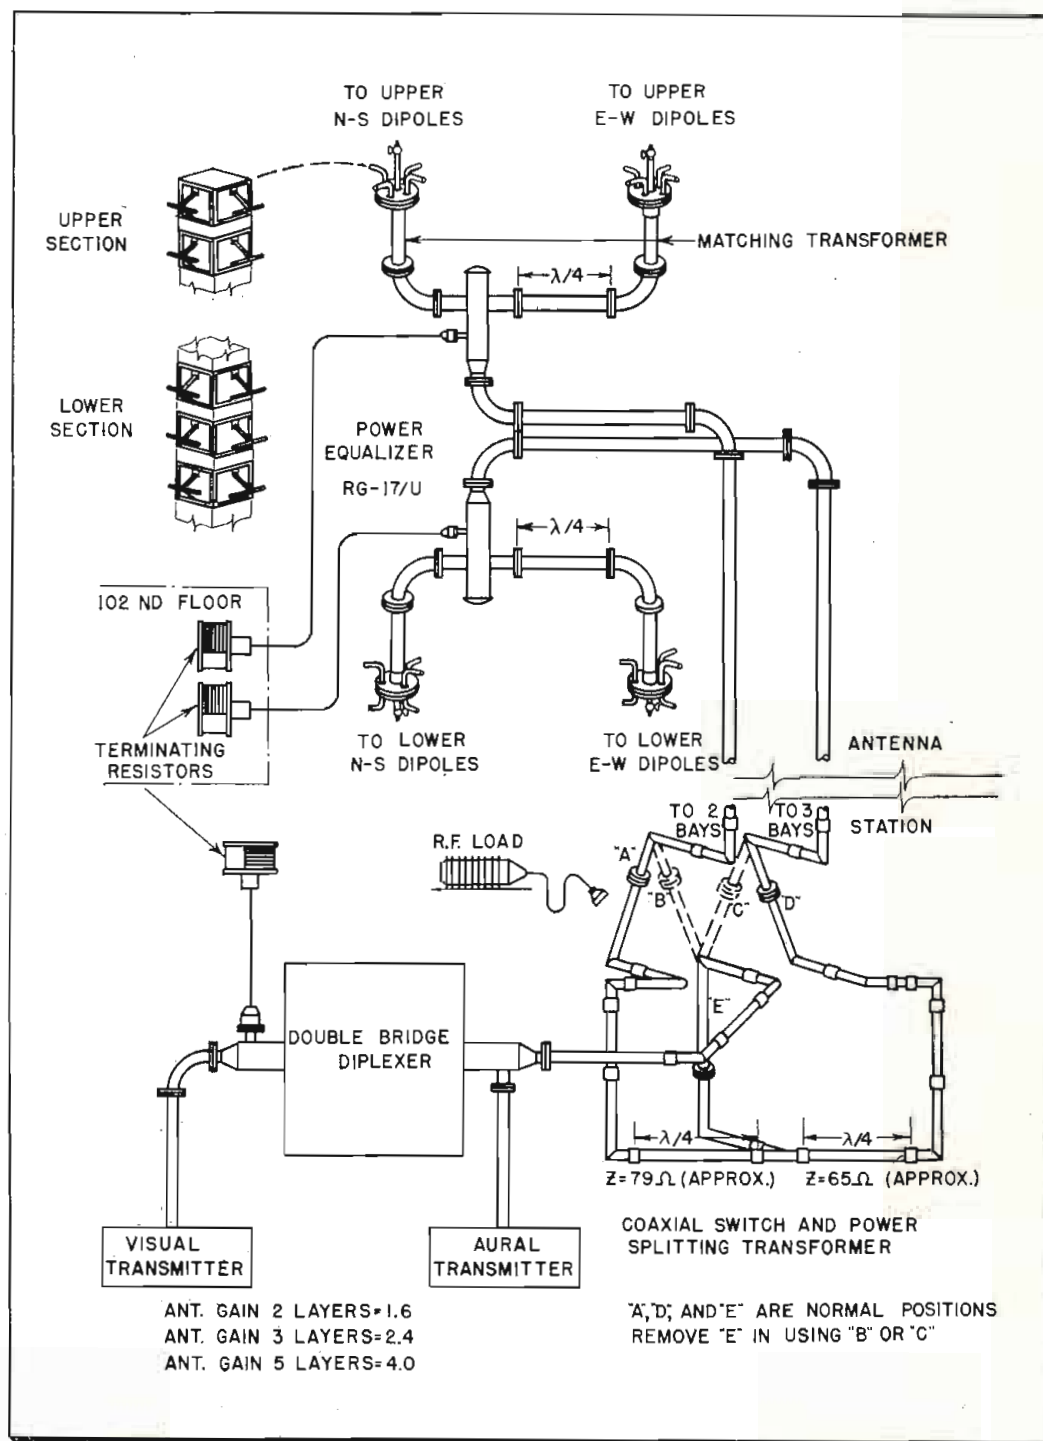 TO UPPER
N-S DIPOLES
TO UPPER
E-W DIPOLES
UPPER
SECTION
MATCHING TRANSFORMER
λ/4
LOWER
SECTION
POWER
EQUALIZER
RG-17/U
λ/4
102 ND FLOOR
TERMINATING
RESISTORS
TO LOWER
N-S DIPOLES
TO LOWER
E-W DIPOLES
ANTENNA
STATION
TO 2
BAYS
TO 3
BAYS
R.F. LOAD
"A"
"B"
"C"
"D"
"E"
DOUBLE BRIDGE
DIPLEXER
λ/4
λ/4
Z=79Ω (APPROX.)
Z=65Ω (APPROX.)
COAXIAL SWITCH AND POWER
SPLITTING TRANSFORMER
VISUAL
TRANSMITTER
AURAL
TRANSMITTER
ANT. GAIN 2 LAYERS=1.6
ANT. GAIN 3 LAYERS=2.4
ANT. GAIN 5 LAYERS=4.0
"A", "D", AND "E" ARE NORMAL POSITIONS
REMOVE "E" IN USING "B" OR "C"